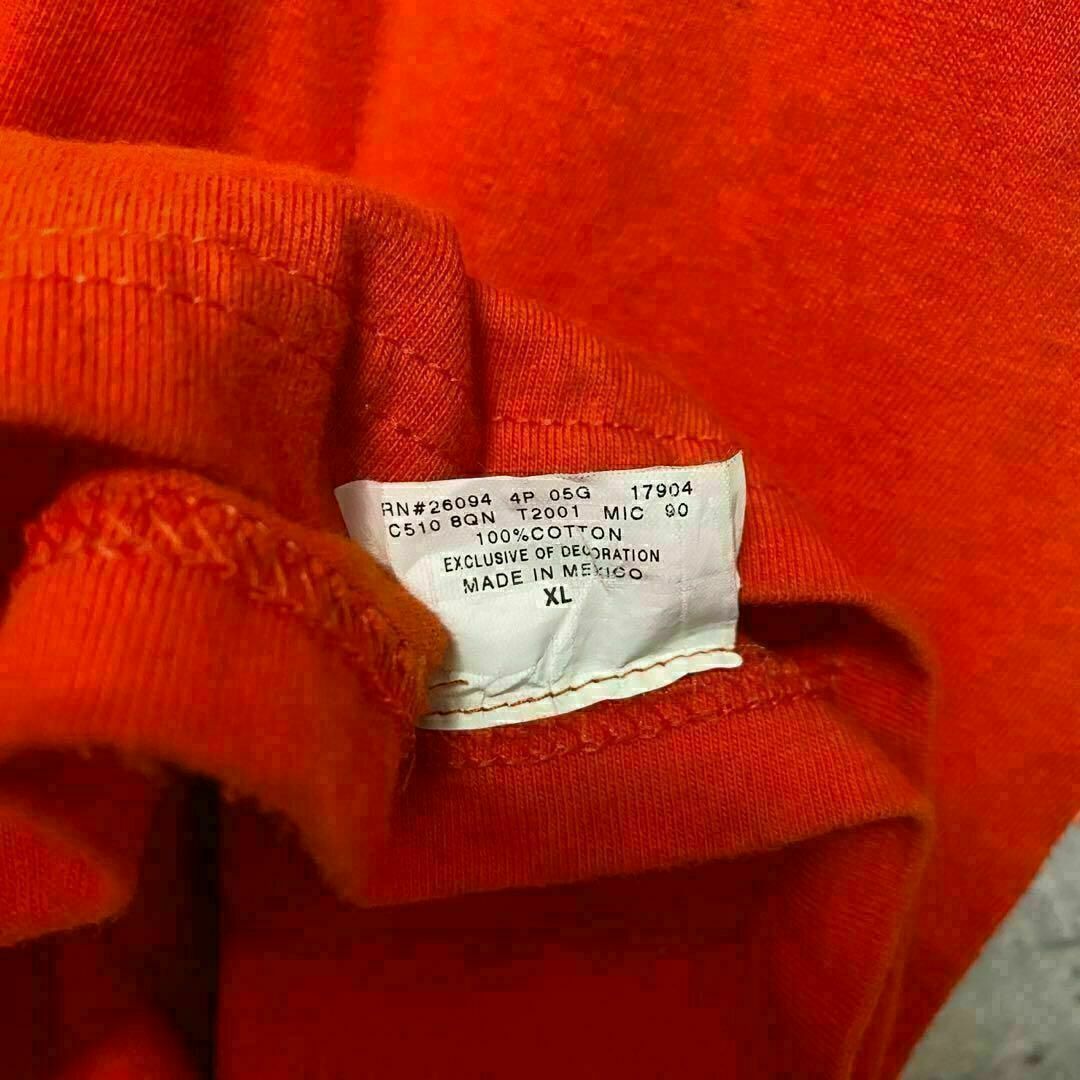 RN#26094 4P 05G 17904
C510 8QN T2001 MIC 90
100%COTTON
EXCLUSIVE OF DECORATION
MADE IN MEXICO
XL